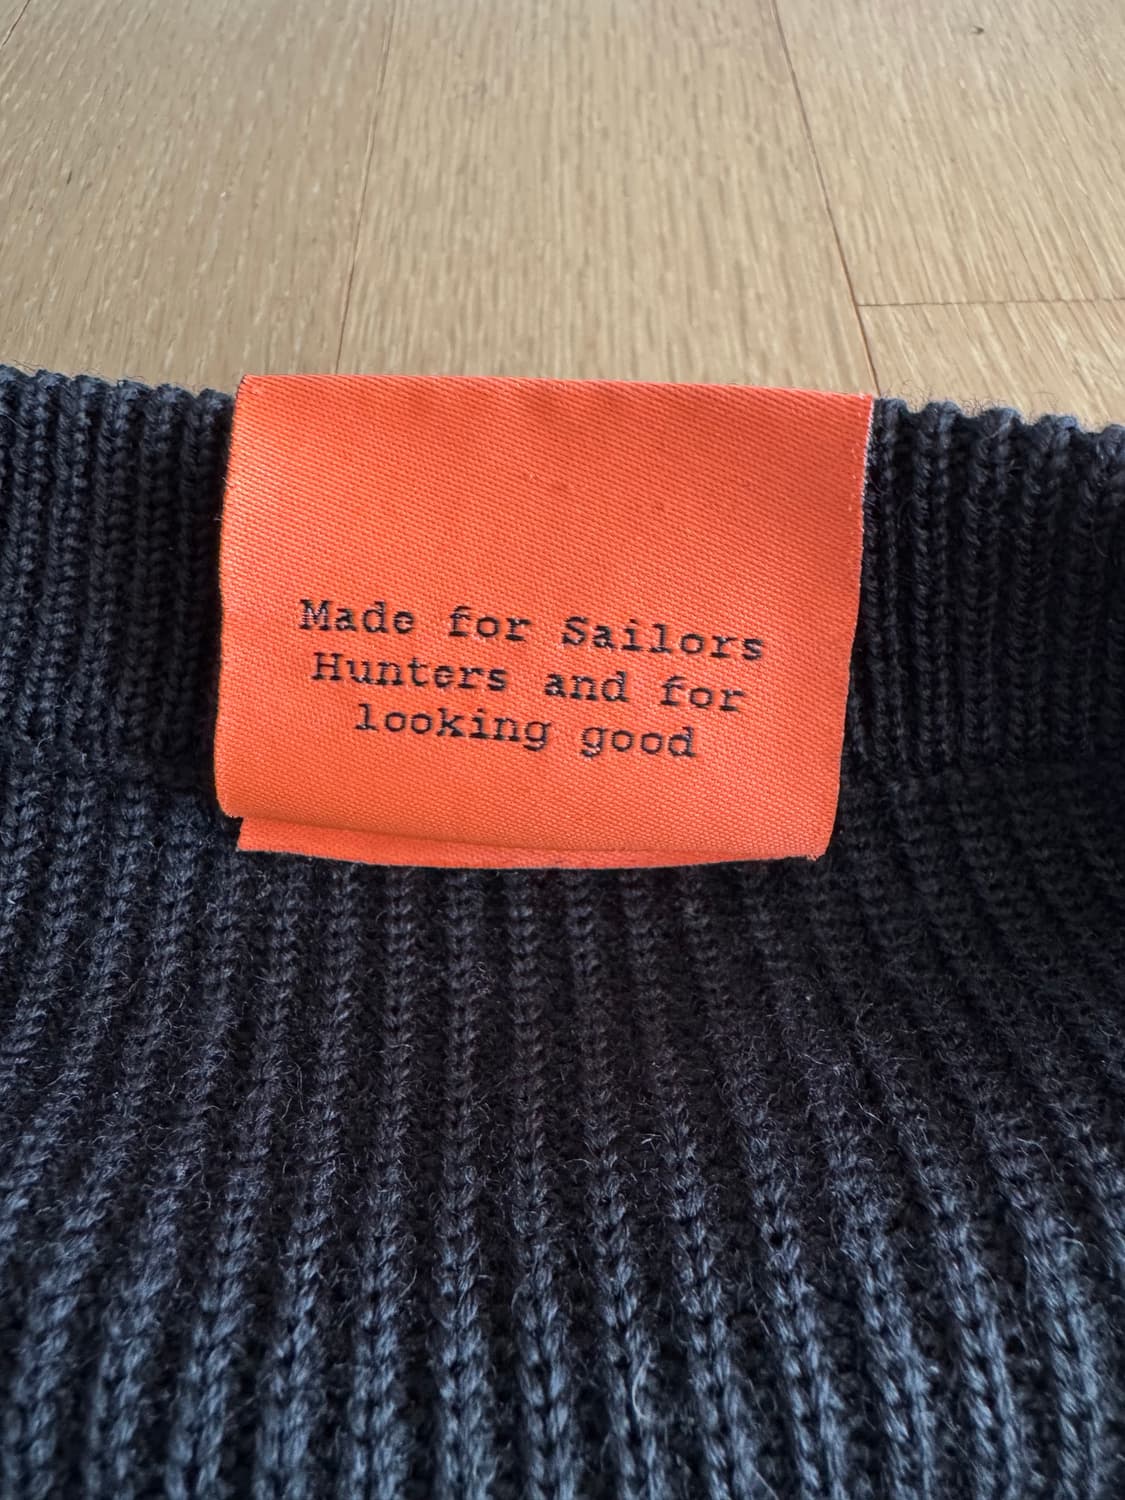 Made for Sailors
Hunters and for
looking good